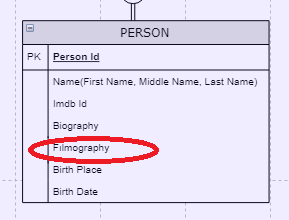 PERSON
PK Person Id
Name(First Name, Middle Name, Last Name)
Imdb Id
Biography
Filmography
Birth Place
Birth Date